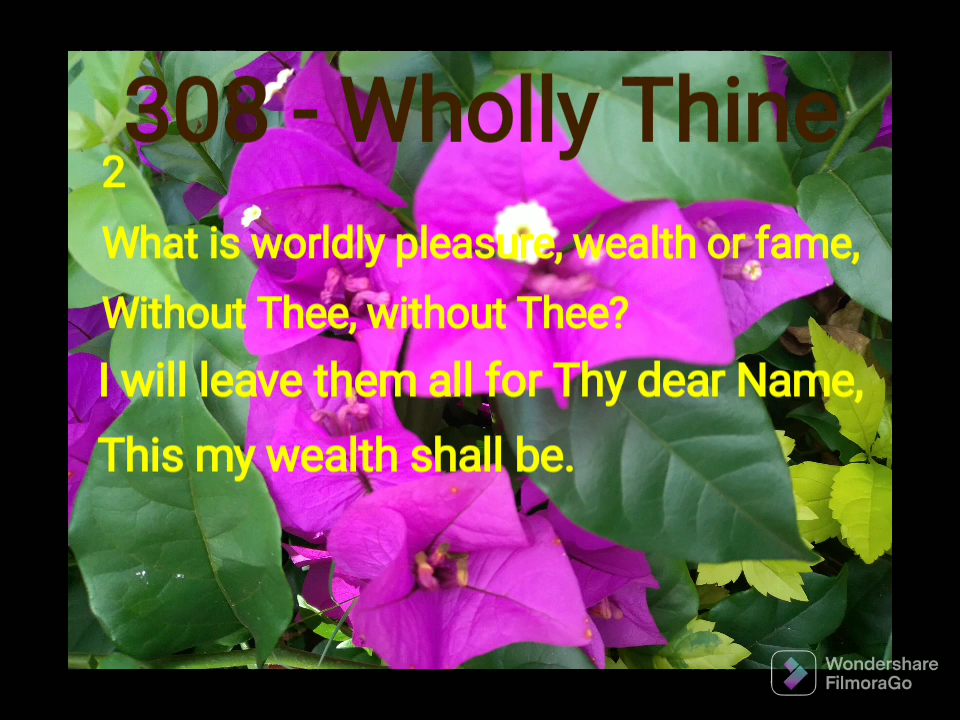 308 - Wholly Thine
2
What is worldly pleasure, wealth or fame,
Without Thee, without Thee?
I will leave them all for Thy dear Name,
This my wealth shall be.
Wondershare
FilmoraGo